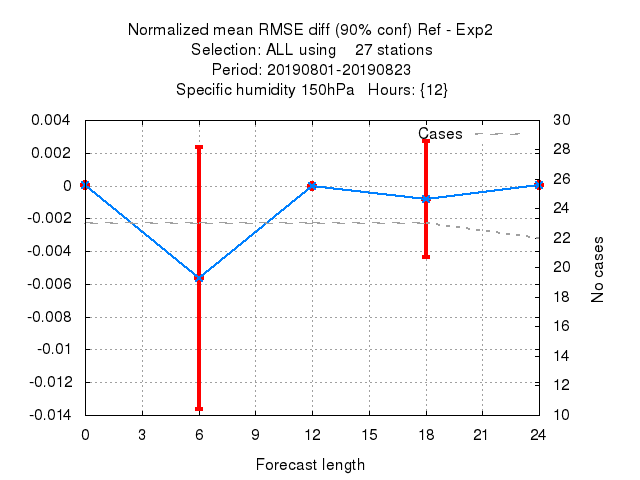 Normalized mean RMSE diff (90% conf) Ref - Exp2
Selection: ALL using    27 stations
Period: 20190801-20190823
Specific humidity 150hPa   Hours: {12}
Cases
0.004
0.002
0
-0.002
-0.004
-0.006
-0.008
-0.01
-0.012
-0.014
30
28
26
24
22
20
18
16
14
12
10
No cases
0 3 6 9 12 15 18 21 24
Forecast length